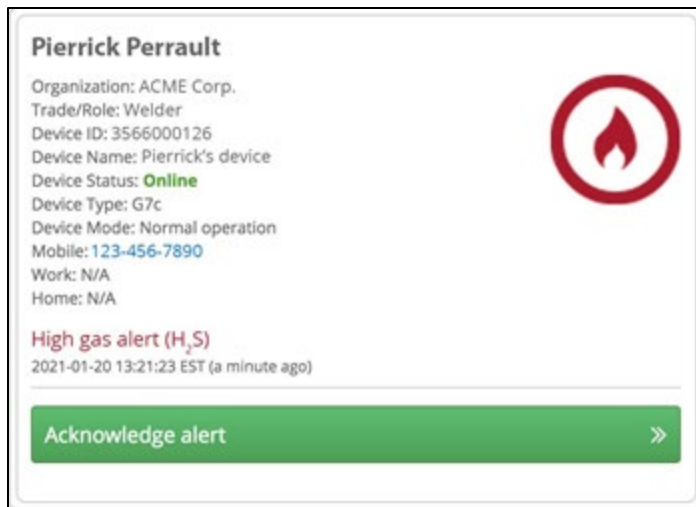 Pierrick Perrault
Organization: ACME Corp.
Trade/Role: Welder
Device ID: 3566000126
Device Name: Pierrick's device
Device Status: Online
Device Type: G7c
Device Mode: Normal operation
Mobile: 123-456-7890
Work: N/A
Home: N/A
High gas alert (H₂S)
2021-01-20 13:21:23 EST (a minute ago)
Acknowledge alert »